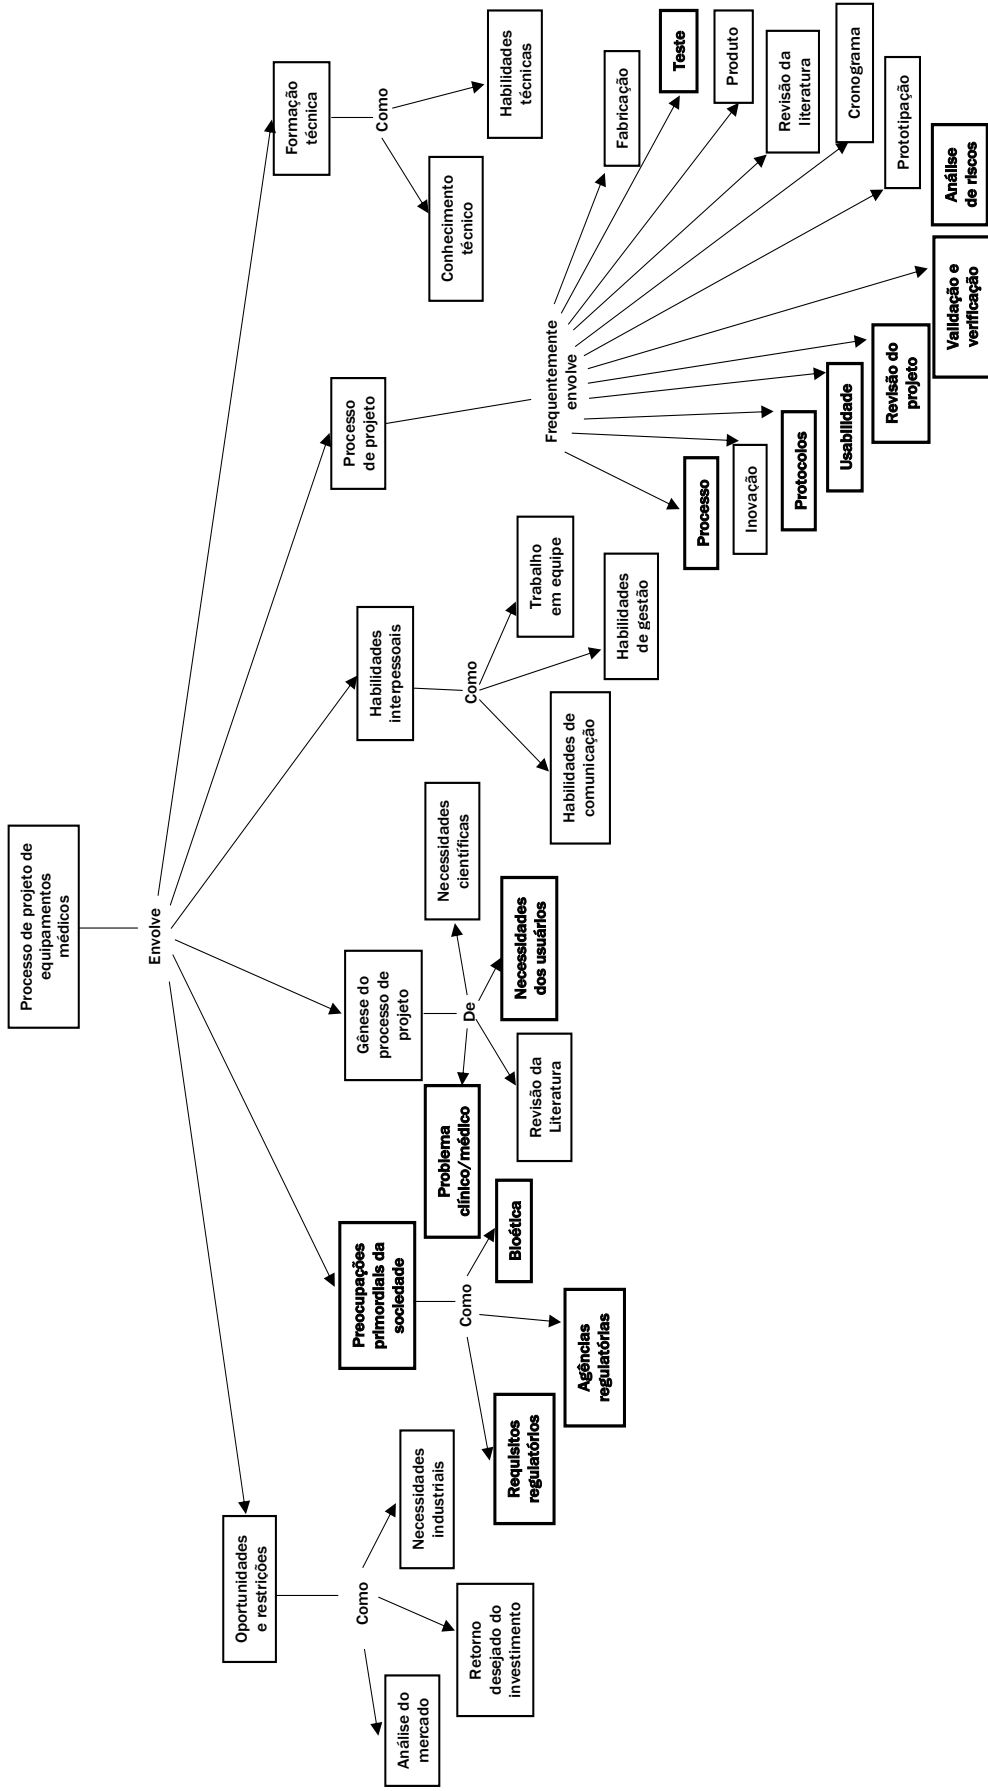 Processo de projeto de
equipamentos
médicos
Envolve
Oportunidades
e restrições
Como
Análise do
mercado
Retorno
desejado do
investimento
Necessidades
industriais
Preocupações
primordiais da
sociedade
Como
Requisitos
regulatórios
Agências
regulatórias
Bioética
Gênese do
processo de
projeto
De
Problema
clínico/médico
Revisão da
Literatura
Necessidades
dos usuários
Necessidades
científicas
Habilidades
interpessoais
Como
Habilidades de
comunicação
Habilidades
de gestão
Trabalho
em equipe
Processo
de projeto
Frequentemente
envolve
Processo
Inovação
Protocolos
Usabilidade
Revisão do
projeto
Validação e
verificação
Análise
de riscos
Prototipação
Cronograma
Revisão da
literatura
Produto
Teste
Fabricação
Formação
técnica
Como
Conhecimento
técnico
Habilidades
técnicas